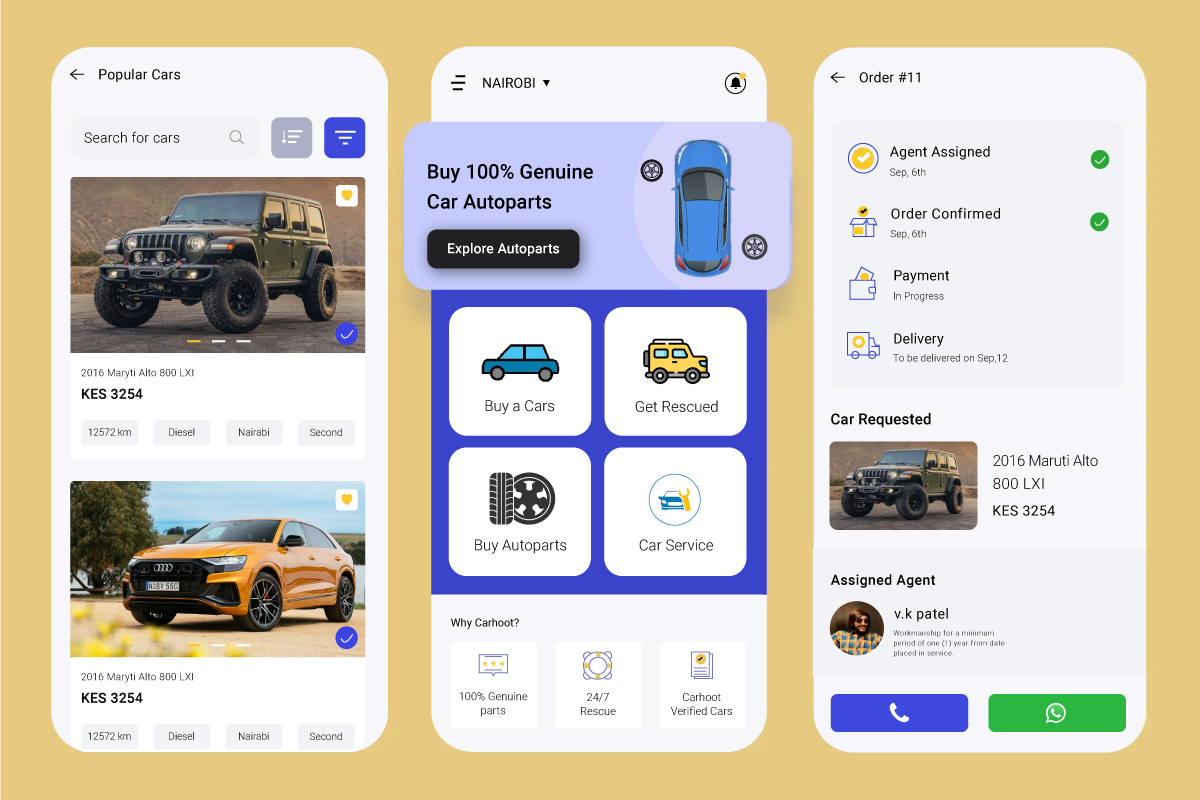 Popular Cars
Search for cars
2016 Maryti Alto 800 LXI
KES 3254
12572 km
Diesel
Nairabi
Second
N·BV 55G
2016 Maryti Alto 800 LXI
KES 3254
12572 km
Diesel
Nairabi
Second
NAIROBI
Buy 100% Genuine
Car Autoparts
Explore Autoparts
Buy a Cars
Get Rescued
Buy Autoparts
Car Service
Why Carhoot?
100% Genuine
parts
24/7
Rescue
Carhoot
Verified Cars
Order #11
Agent Assigned
Sep, 6th
Order Confirmed
Sep, 6th
Payment
In Progress
Delivery
To be delivered on Sep,12
Car Requested
2016 Maruti Alto
800 LXI
KES 3254
Assigned Agent
v.k patel
Workmanship for a minimum
period of one (1) year from date
placed in service.